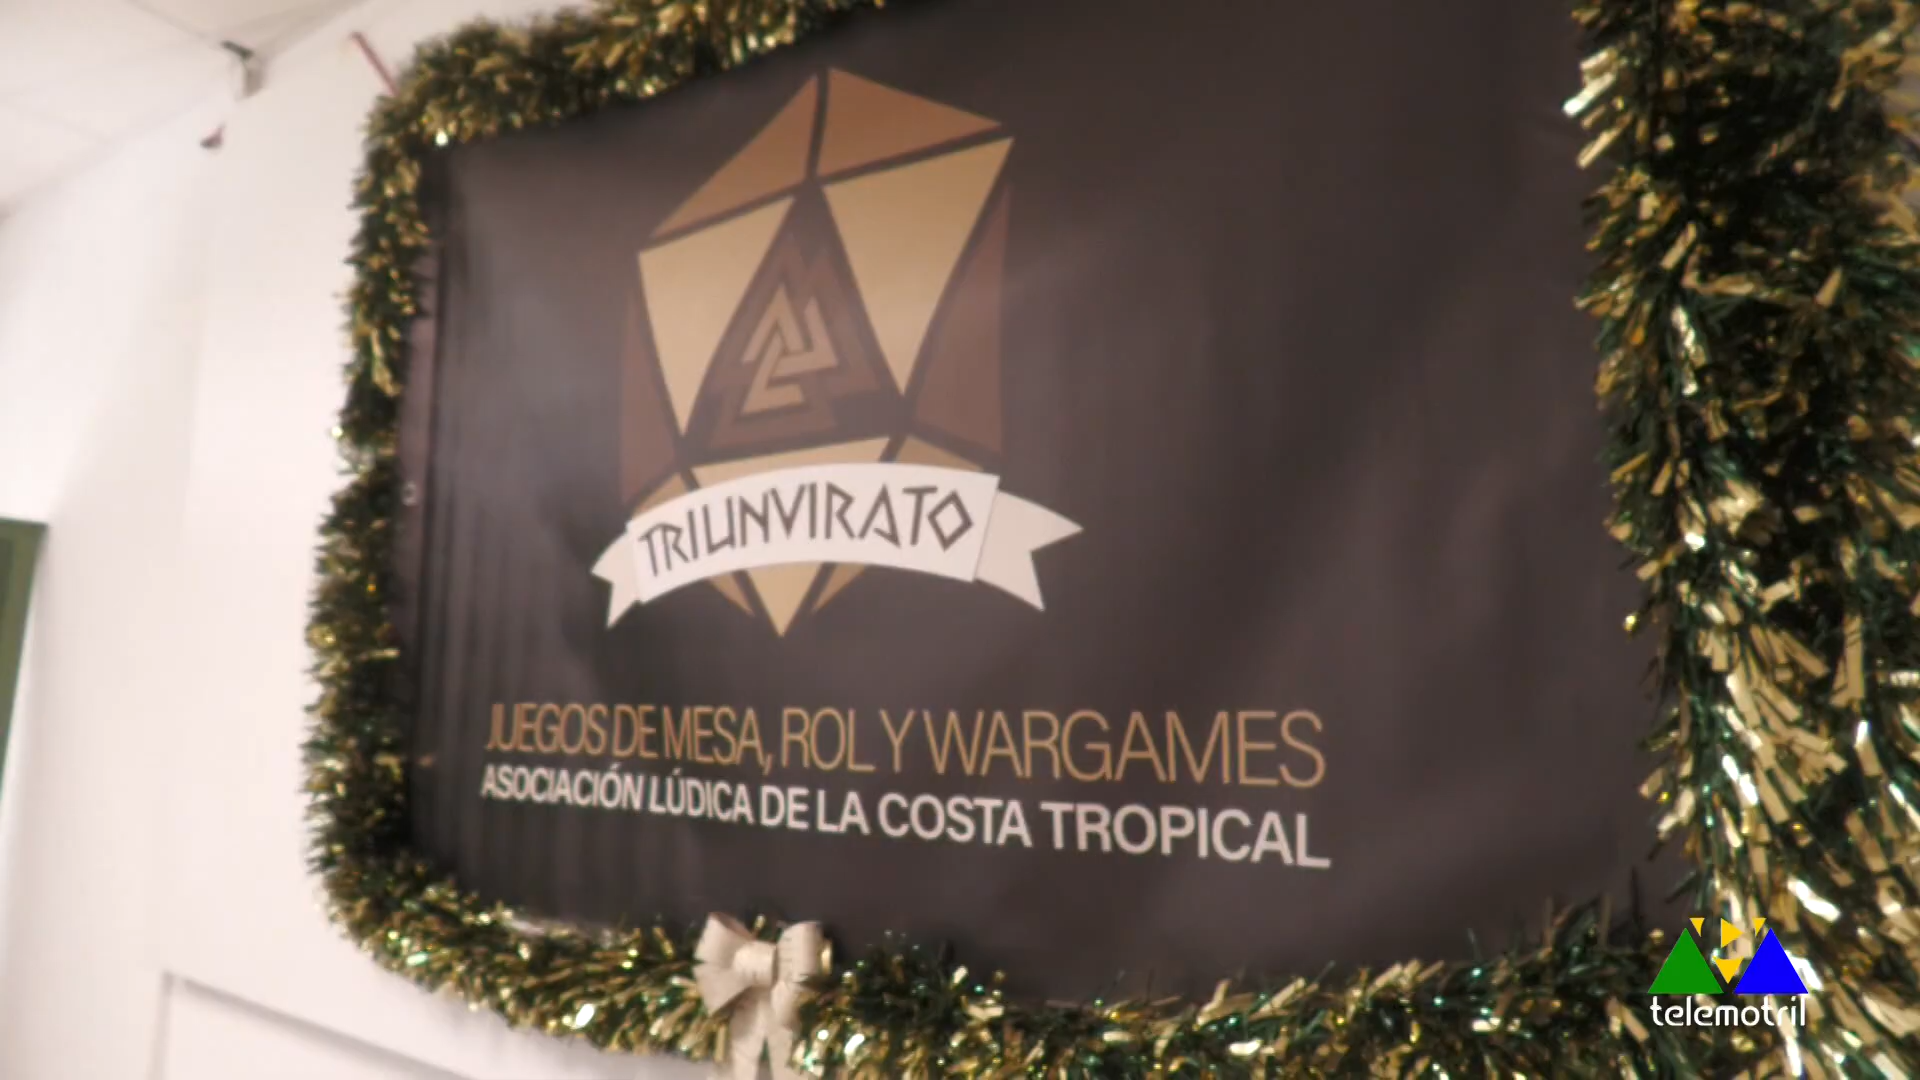 TRIUNVIRATO
JUEGOS DE MESA, ROL Y WARGAMES
ASOCIACIÓN LÚDICA DE LA COSTA TROPICAL
telemotril